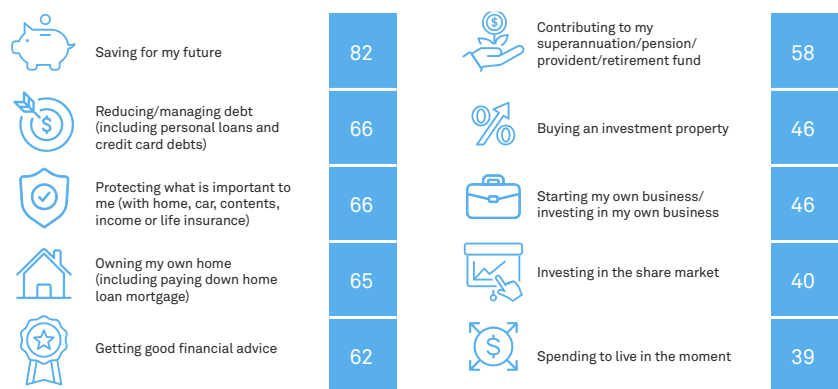 Saving for my future
82
Reducing/managing debt
(including personal loans and
credit card debts)
66
Protecting what is important to
me (with home, car, contents,
income or life insurance)
66
Owning my own home
(including paying down home
loan mortgage)
65
Getting good financial advice
62
Contributing to my
superannuation/pension/
provident/retirement fund
58
Buying an investment property
46
Starting my own business/
investing in my own business
46
Investing in the share market
40
Spending to live in the moment
39